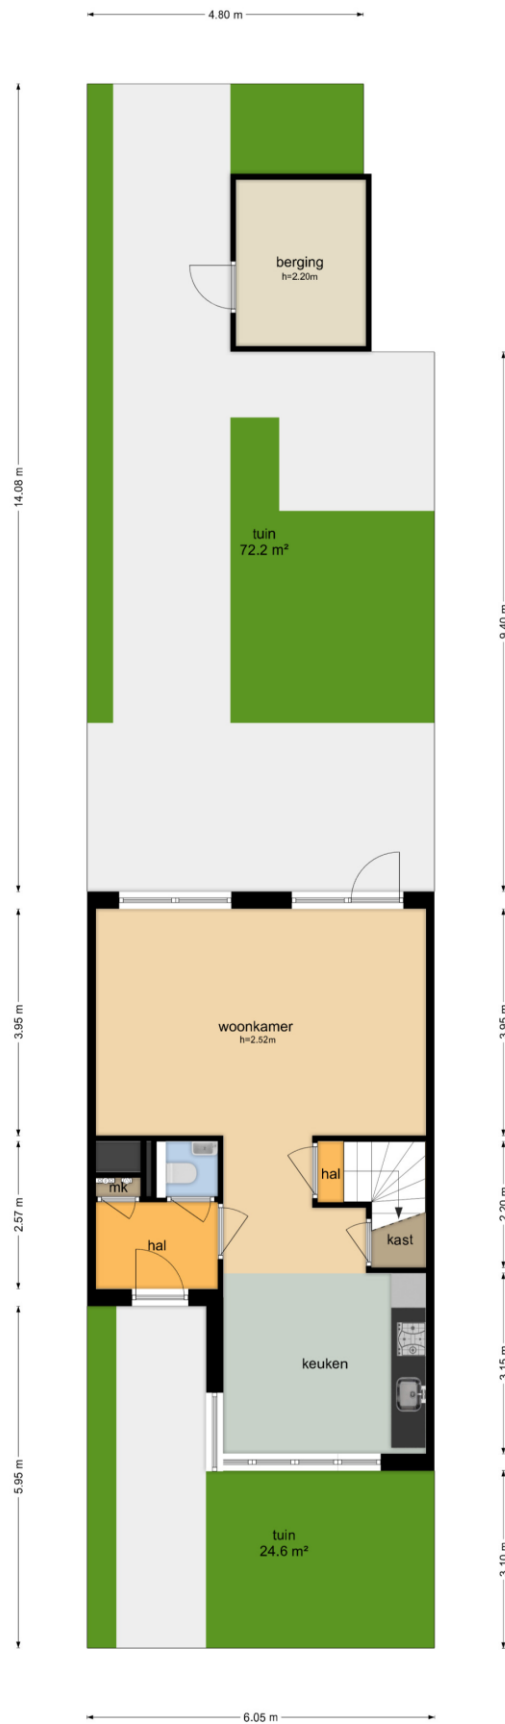 4.80 m
berging
h=2.20m
14.08 m
tuin
72.2 m²
9.40 m
woonkamer
h=2.52m
3.95 m
3.95 m
hal
mk
2.57 m
2.20 m
kast
hal
keuken
3.15 m
5.95 m
tuin
24.6 m²
3.10 m
6.05 m